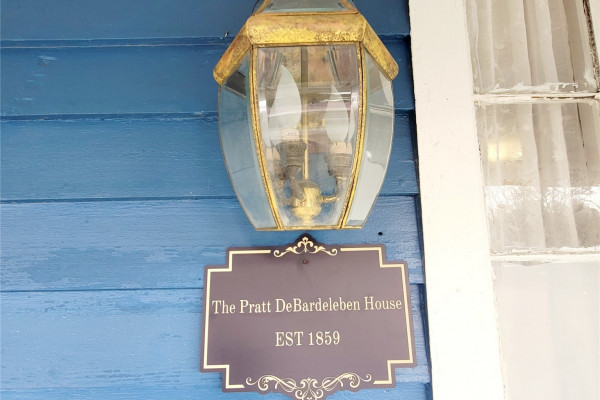 The Pratt DeBardeleben House
EST 1859